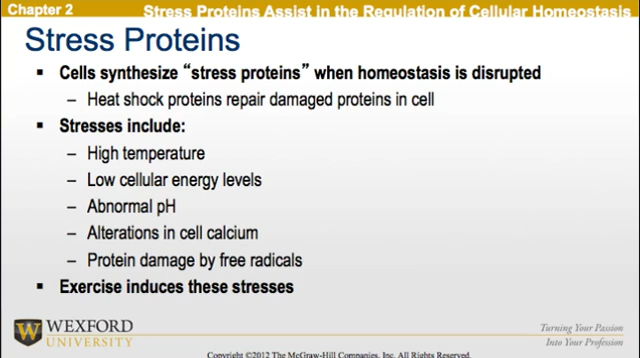 Chapter 2
Stress Proteins Assist in the Regulation of Cellular Homeostasis
Stress Proteins
▪ Cells synthesize “stress proteins” when homeostasis is disrupted
– Heat shock proteins repair damaged proteins in cell
▪ Stresses include:
– High temperature
– Low cellular energy levels
– Abnormal pH
– Alterations in cell calcium
– Protein damage by free radicals
▪ Exercise induces these stresses
WEXFORD
UNIVERSITY
Turning Your Passion
Into Your Profession
Copyright ©2012 The McGraw-Hill Companies, Inc. All Rights Reserved.